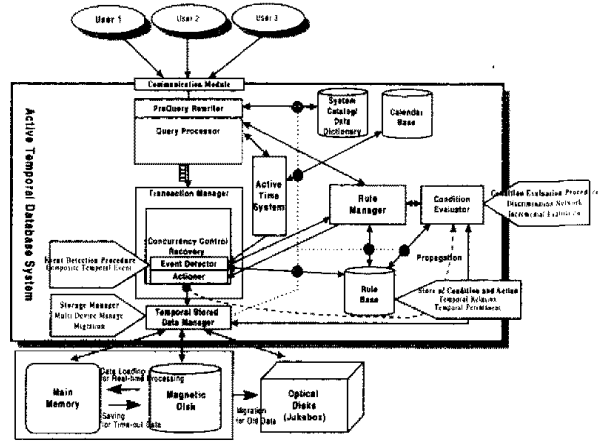 User 1
User 2
User 3
Communication Module
PreQuery Rewriter
Query Processor
System
Catalog/
Data
Dictionary
Calendar
Base
Active Temporal Database System
Transaction Manager
Active
Time
System
Rule
Manager
Condition
Evaluator
Condition Evaluation Procedure
Discrimination Network
Incremental Evaluation
Concurrency Control
Recovery
Event Detector
Actioner
Event Detection Procedure
Composite Temporal Event
Propagation
Rule
Base
Store of Condition and Action
Temporal Relation
Temporal
Storage Manager
Multi Device Manage
Migration
Temporal Stored
Data Manager
Main
Memory
Data Loading
for Real-time Processing
Saving
for Time-out Data
Magnetic
Disk
Migration
for Old Data
Optical
Disks
(Jukebox)